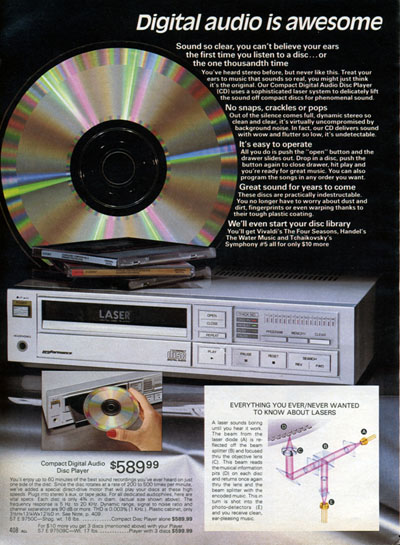 Digital audio is awesome
Sound so clear, you can't believe your ears
the first time you listen to a disc...or
the one thousandth time
You've heard stereo before, but never like this. Treat your
ears to music that sounds so real, you might just think
it's the original. Our Compact Digital Audio Disc Player
(CD) uses a sophisticated laser system to delicately lift
the sound off compact discs for phenomenal sound.
No snaps, crackles or pops
Out of the silence comes full, dynamic stereo so
clean and clear, it's virtually uncompromised by
background noise. In fact, our CD delivers sound
with wow and flutter so low, it's undetectable.
It's easy to operate
All you do is push the "open" button and the
drawer slides out. Drop in a disc, push the
button again to close drawer, hit play and
you're ready for great music. You can also
program the songs in any order you want.
Great sound for years to come
These discs are practically indestructable.
You no longer have to worry about dust and
dirt, fingerprints or even warping thanks to
their tough plastic coating.
We'll even start your disc library
You'll get Vivaldi's The Four Seasons, Handel's
The Water Music and Tchaikovsky's
Symphony #5 all for only $10 more
LASER
OPEN
CLOSE
REPEAT
PROGRAM
MEMORY
CLEAR
PLAY
PAUSE
RESET
SEARCH
REV
FWD
EVERYTHING YOU EVER/NEVER WANTED
TO KNOW ABOUT LASERS
A laser sounds boring
until you hear it work.
The beam from the
laser diode (A) is re-
flected off the beam
splitter (B) and focused
thru the objective lens
(C). This beam reads
the musical information
pits (D) on each disc
and returns once again
thru the lens and the
beam splitter with the
encoded music. This in
turn is shot into the
photo-detectors (E)
and you receive clean,
ear-pleasing music.
D
C
B
A
E
Compact Digital Audio
Disc Player
$589.99
You'll enjoy up to 60 minutes of the best sound recordings you've ever heard on just
one side of the disc. Since the disc rotates at a rate of 200 to 500 times per minute,
we've added a special direct-drive motor that will play your discs at these high
speeds. Plugs into stereo's aux. or tape jacks. For all dedicated audiophiles, here are
vital specs. Each disc is only 4¾ in. in diam. (actual size shown above). The
frequency response is 5 Hz to 20 kHz. Dynamic range, signal to noise ratio and
channel separation are 90 dB or more. THD is 0.003% (1 kHz). Plastic cabinet, only
57 E 9750C—Shpg. wt. 16 lbs. Compact Disc Player alone $589.99
For $10 more you get 3 discs (mentioned above) with your Player
Player with 3 discs $599.99